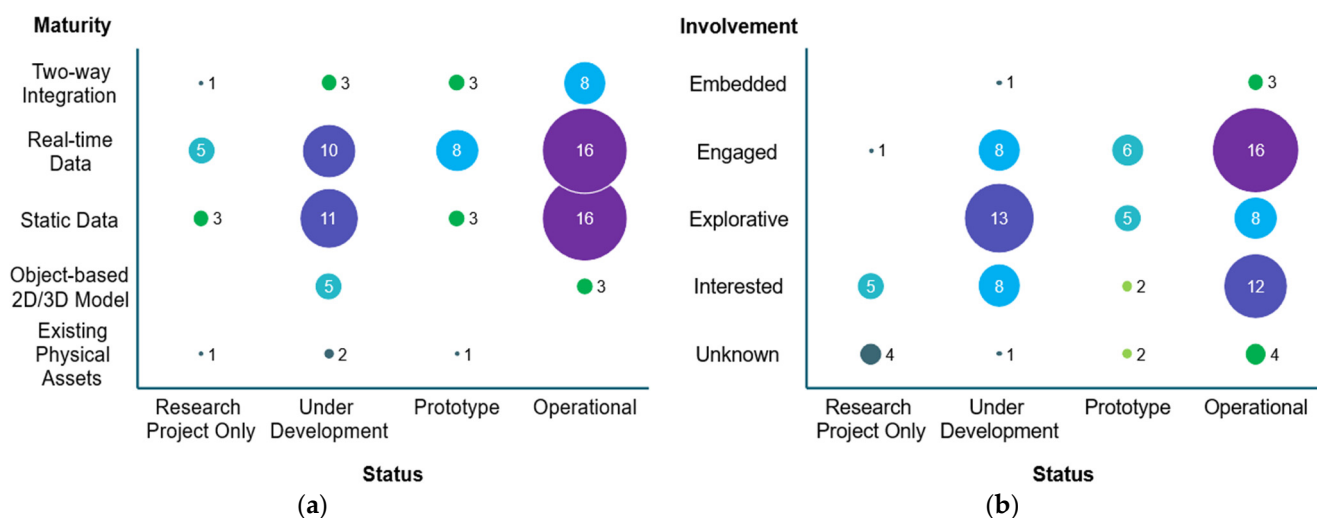 Maturity
Two-way
Integration
1
3
3
8
Real-time
Data
5
10
8
16
Static Data
3
11
3
16
Object-based
2D/3D Model
5
3
Existing
Physical
Assets
1
2
1
Research
Project Only
Under
Development
Prototype
Operational
Status
(a)
Involvement
Embedded
1
3
Engaged
1
8
6
16
Explorative
13
5
8
Interested
5
8
2
12
Unknown
4
1
2
4
Research
Project Only
Under
Development
Prototype
Operational
Status
(b)